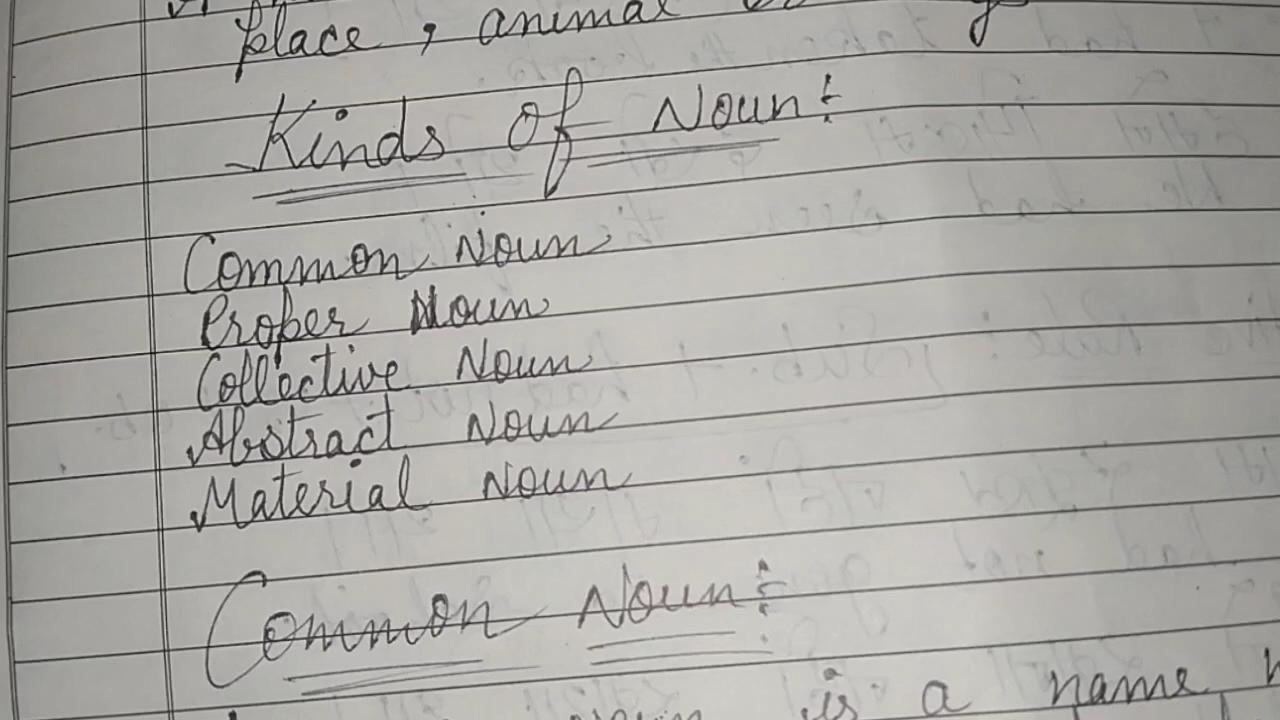 place, animal
Kinds of Noun:
Common Noun
Proper Noun
Collective Noun
Abstract Noun
Material Noun
Common Noun:
is a name